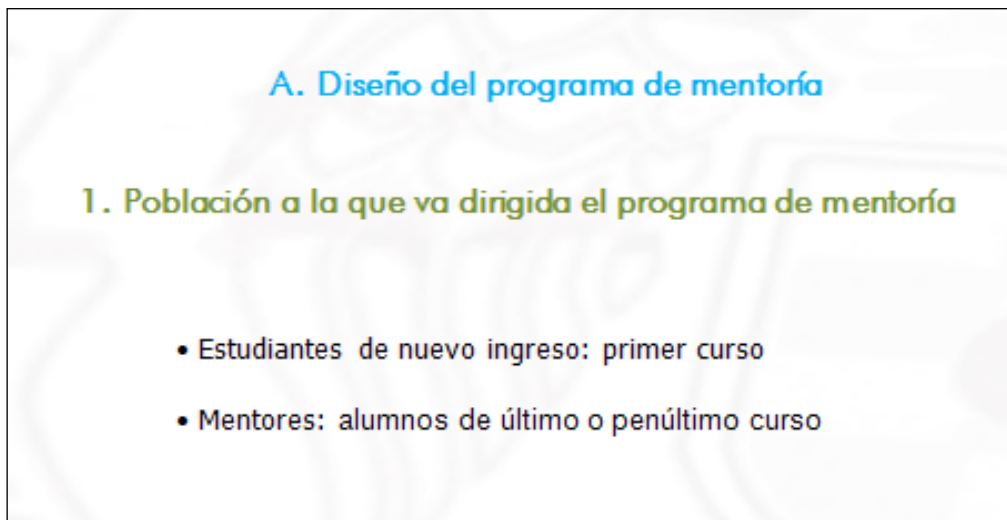 A. Diseño del programa de mentoría
1. Población a la que va dirigida el programa de mentoría
• Estudiantes de nuevo ingreso: primer curso
• Mentores: alumnos de último o penúltimo curso